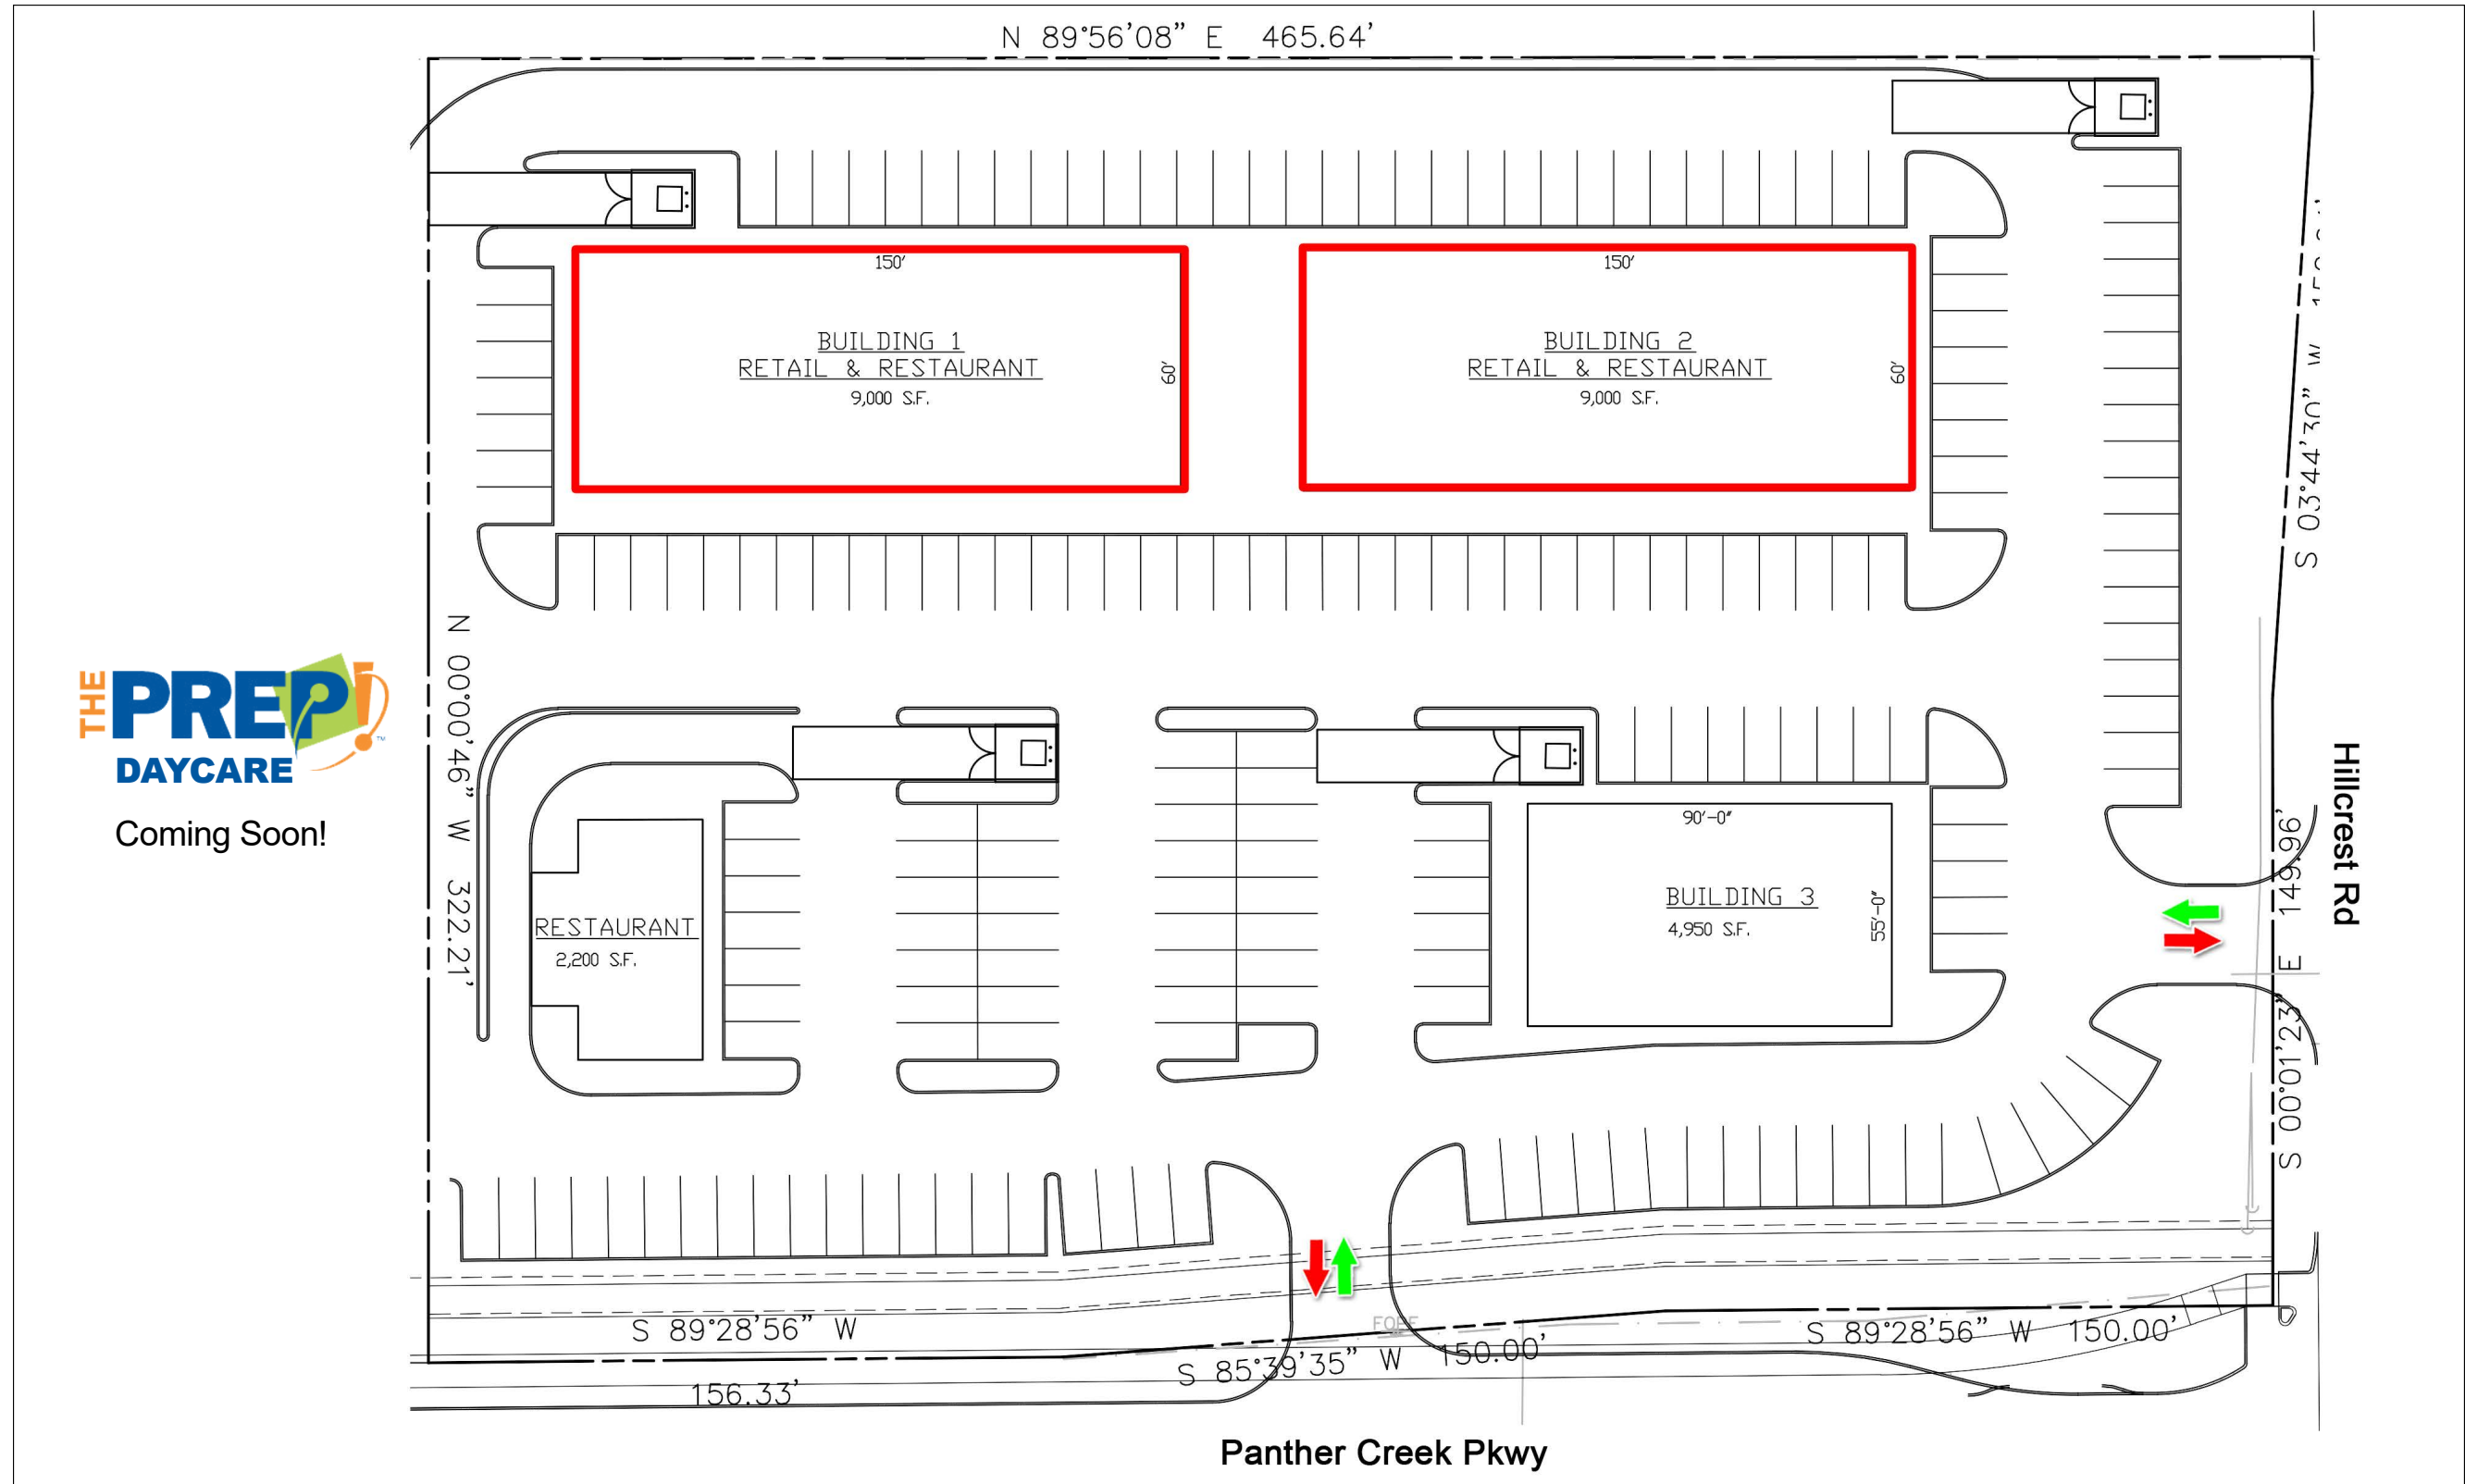 N 89°56'08" E 465.64'
150'
150'
BUILDING 1
RETAIL & RESTAURANT
9,000 S.F.
60'
BUILDING 2
RETAIL & RESTAURANT
9,000 S.F.
60'
S 03°44'30" W
N 00°00'46" W 322.21'
THE PREP!
TM
DAYCARE
Coming Soon!
Hillcrest Rd
90'-0"
BUILDING 3
4,950 S.F.
55'-0"
RESTAURANT
2,200 S.F.
S 00°01'23" E 149.96'
S 89°28'56" W
156.33'
S 85°39'35" W 150.00'
S 89°28'56" W 150.00'
Panther Creek Pkwy